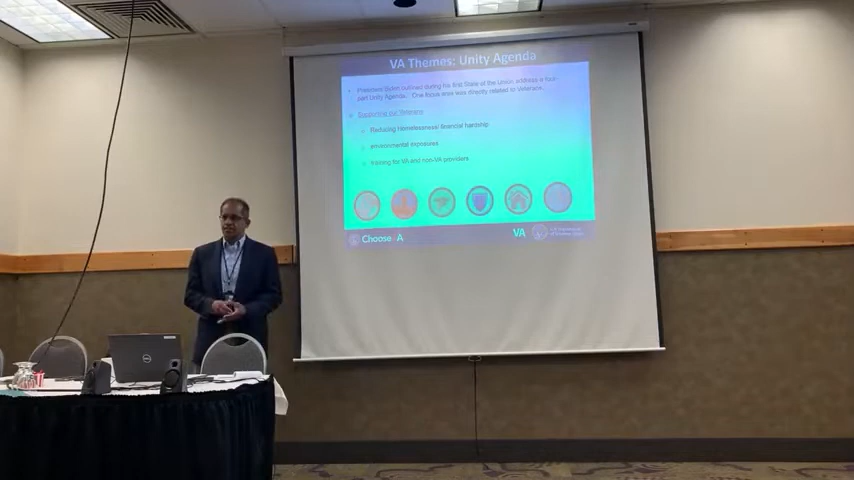 VA Themes: Unity Agenda
President Biden outlined during his first State of the Union address a four-
part Unity Agenda. One focus area was directly related to Veterans.
Supporting our Veterans
Reducing homelessness/ financial hardship
environmental exposures
training for VA and non-VA providers
Choose VA
VA